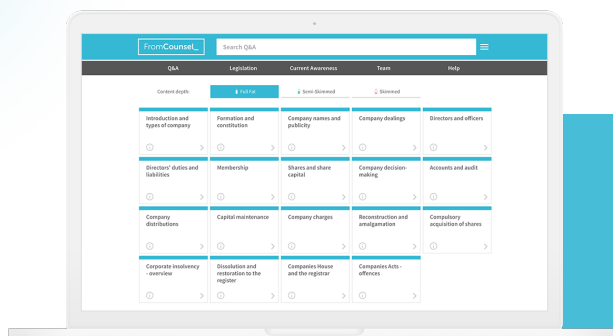 FromCounsel_
Search Q&A
Q&A
Legislation
Current Awareness
Team
Help
Content depth:
Full Fat
Semi Skimmed
Skimmed
Introduction and
types of company
Formation and
constitution
Company names and
publicity
Company dealings
Directors and officers
Directors' duties and
liabilities
Membership
Shares and share
capital
Company decision-
making
Accounts and audit
Company
distributions
Capital maintenance
Company charges
Reconstruction and
amalgamation
Compulsory
acquisition of shares
Corporate insolvency
- overview
Dissolution and
restoration to the
register
Companies House
and the registrar
Companies Acts -
offences